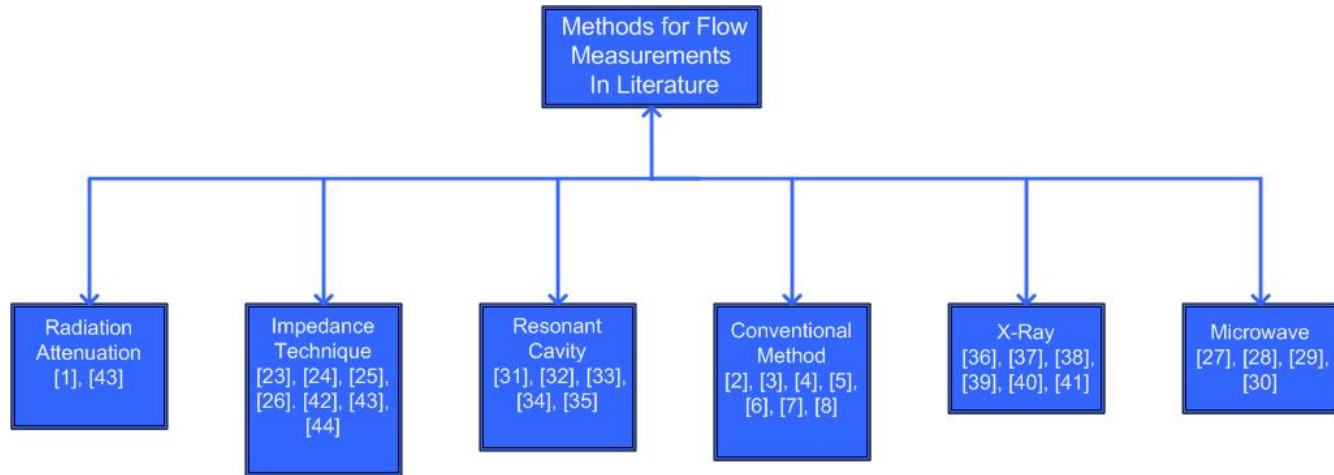 Methods for Flow
Measurements
In Literature
Radiation
Attenuation
[1], [43]
Impedance
Technique
[23], [24], [25],
[26]. [42], [43],
[44]
Resonant
Cavity
[31], [32], [33],
[34], [35]
Conventional
Method
[2], [3], [4], [5],
[6], [7], [8]
X-Ray
[36], [37], [38],
[39], [40], [41]
Microwave
[27], [28], [29],
[30]